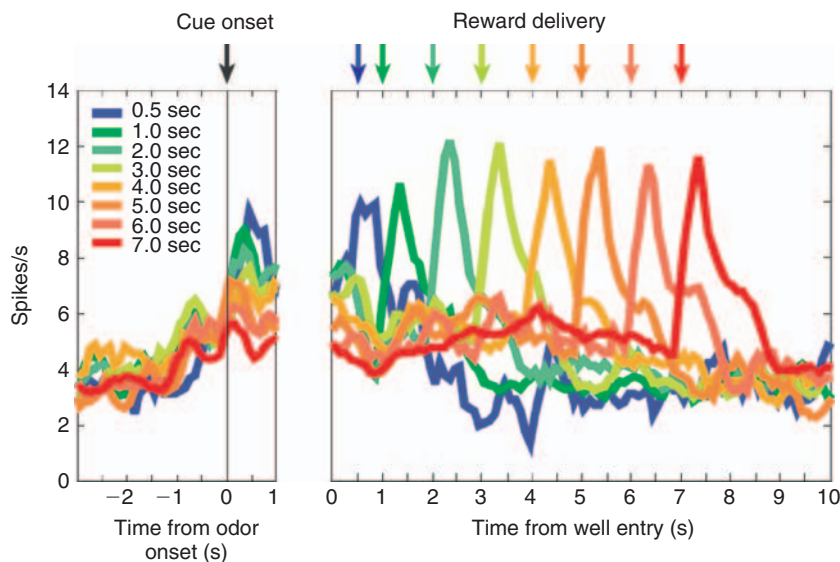 Cue onset
Reward delivery
14
12
10
8
6
4
2
0
Spikes/s
0.5 sec
1.0 sec
2.0 sec
3.0 sec
4.0 sec
5.0 sec
6.0 sec
7.0 sec
−2 −1 0 1
0 1 2 3 4 5 6 7 8 9 10
Time from odor
onset (s)
Time from well entry (s)